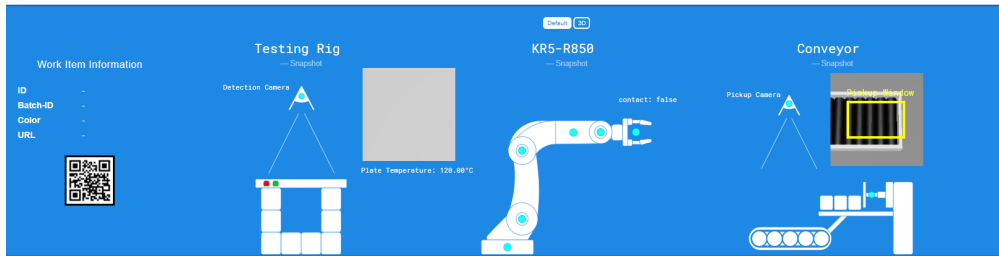 Default
3D
Work Item Information
ID -
Batch-ID -
Color -
URL -
Testing Rig
— Snapshot
Detection Camera
Plate Temperature: 120.00°C
KR5-R850
— Snapshot
contact: false
Conveyor
— Snapshot
Pickup Camera
Pickup Window